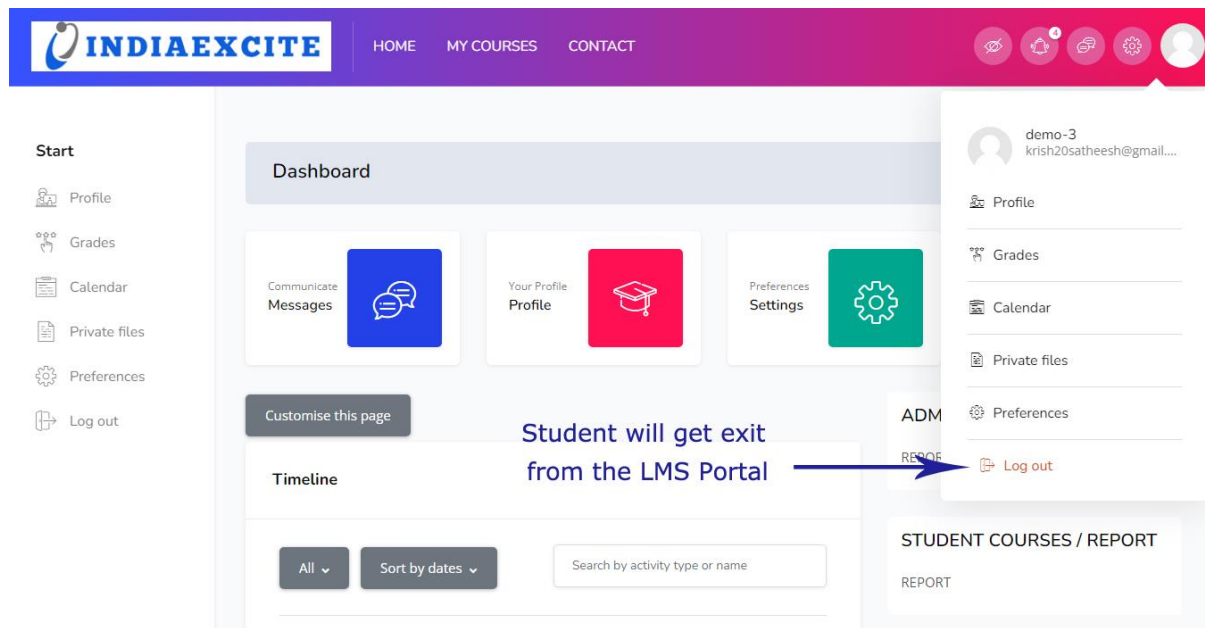 INDIAEXCITE HOME MY COURSES CONTACT 4
Start
Profile
Grades
Calendar
Private files
Preferences
Log out
Dashboard
Communicate
Messages
Your Profile
Profile
Preferences
Settings
Customise this page
Student will get exit
from the LMS Portal
Timeline
All
Sort by dates
Search by activity type or name
demo-3
krish20satheesh@gmail....
Profile
Grades
Calendar
Private files
Preferences
Log out
ADM
REPOR
STUDENT COURSES / REPORT
REPORT